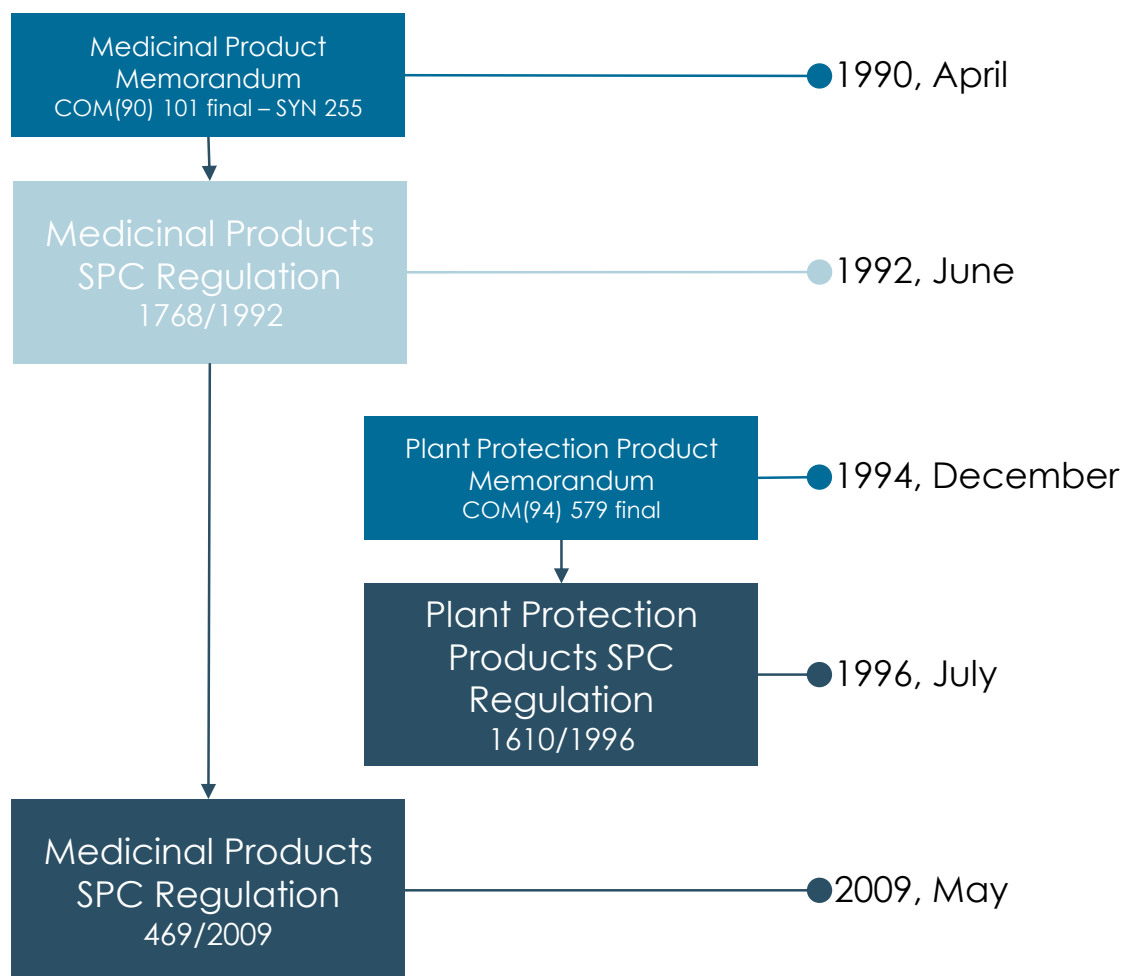 Medicinal Product
Memorandum
COM(90) 101 final – SYN 255
1990, April
Medicinal Products
SPC Regulation
1768/1992
1992, June
Plant Protection Product
Memorandum
COM(94) 579 final
1994, December
Plant Protection
Products SPC
Regulation
1610/1996
1996, July
Medicinal Products
SPC Regulation
469/2009
2009, May